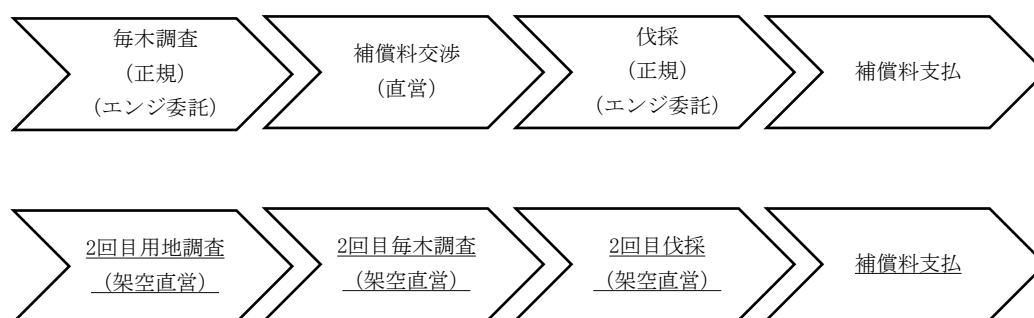 毎木調査
（正規）
（エンジ委託）
補償料交渉
（直営）
伐採
（正規）
（エンジ委託）
補償料支払
2回目用地調査
（架空直営）
2回目毎木調査
（架空直営）
2回目伐採
（架空直営）
補償料支払